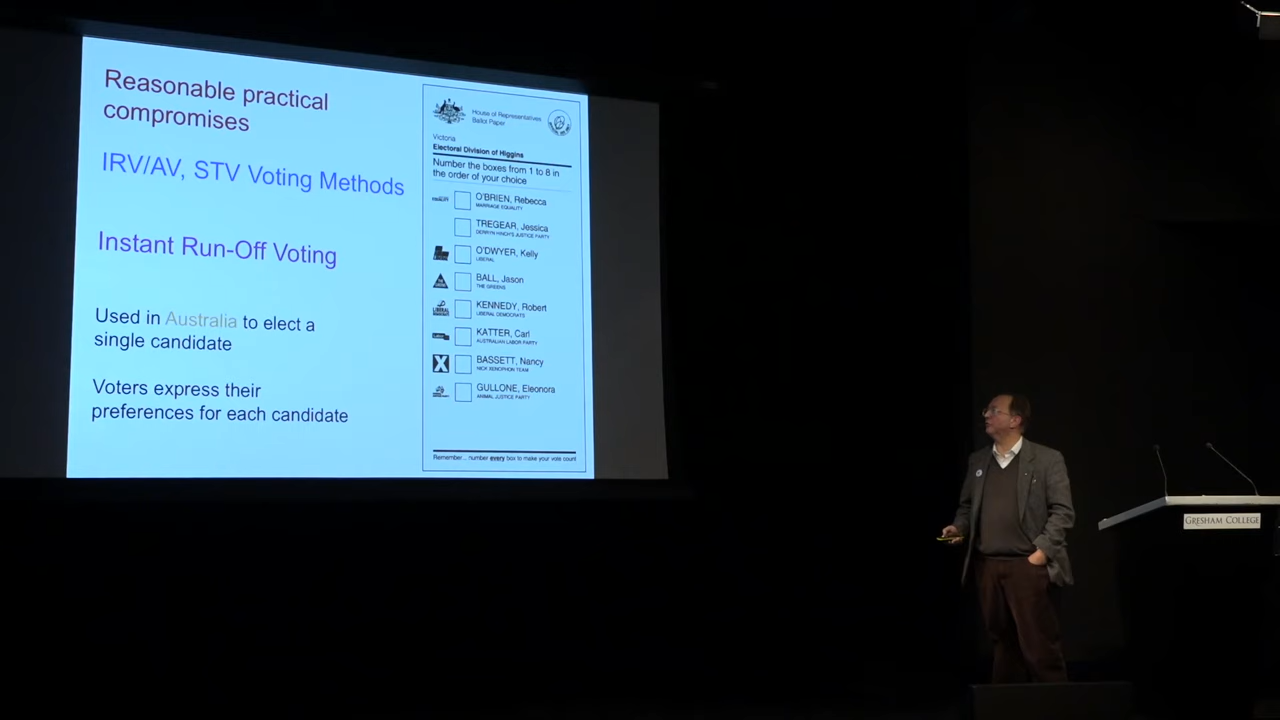 Reasonable practical
compromises
IRV/AV, STV Voting Methods
Instant Run-Off Voting
Used in Australia to elect a
single candidate
Voters express their
preferences for each candidate
House of Representatives
Ballot Paper
Victoria
Electoral Division of Higgins
Number the boxes from 1 to 8 in
the order of your choice
O'BRIEN, Rebecca
MARRIAGE EQUALITY
TREGEAR, Jessica
DERRYN HINCH'S JUSTICE PARTY
O'DWYER, Kelly
LIBERAL
BALL, Jason
THE GREENS
KENNEDY, Robert
LIBERAL DEMOCRATS
KATTER, Carl
AUSTRALIAN LABOR PARTY
X
BASSETT, Nancy
NICK XENOPHON TEAM
GULLONE, Eleonora
ANIMAL JUSTICE PARTY
Remember... number every box to make your vote count
GRESHAM COLLEGE